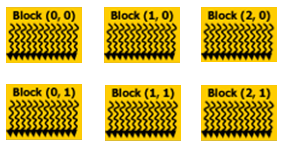 Block (0, 0) Block (1, 0) Block (2, 0)
Block (0, 1) Block (1, 1) Block (2, 1)